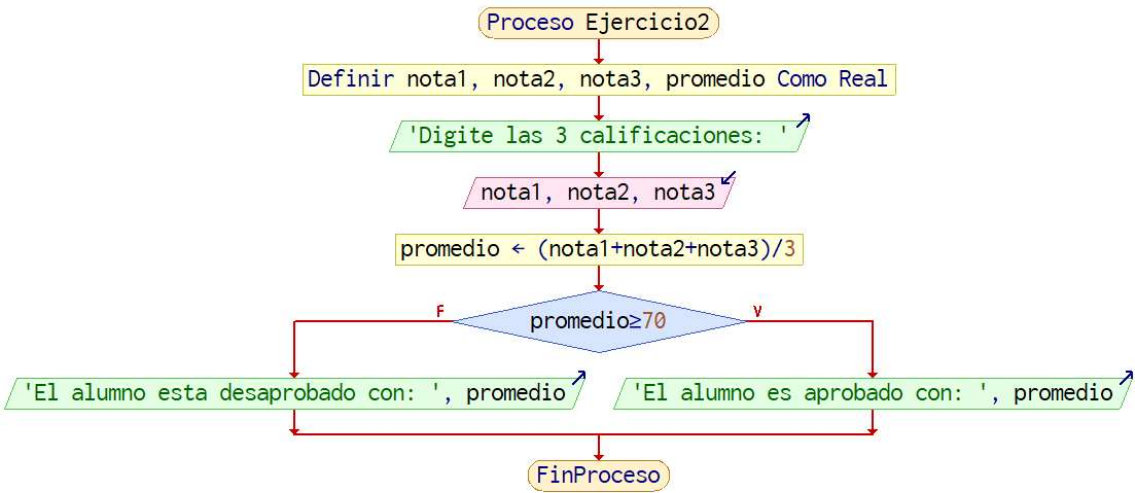 Proceso Ejercicio2
Definir nota1, nota2, nota3, promedio Como Real
'Digite las 3 calificaciones: '
nota1, nota2, nota3
promedio ← (nota1+nota2+nota3)/3
promedio≥70
F
V
'El alumno esta desaprobado con: ', promedio
'El alumno es aprobado con: ', promedio
FinProceso